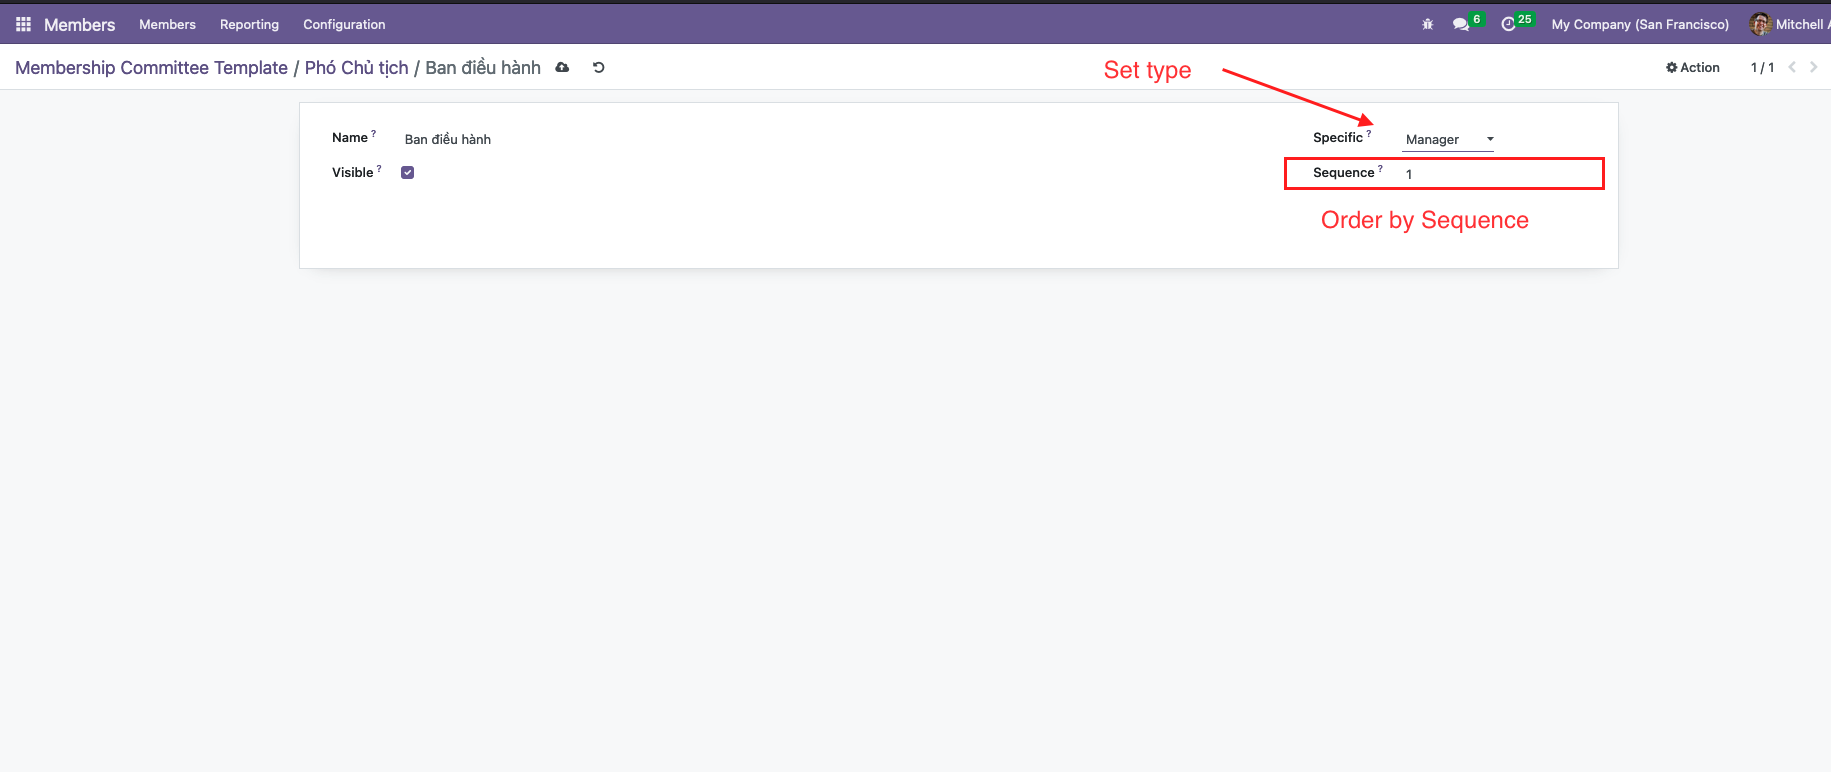 Members Members Reporting Configuration 6 25 My Company (San Francisco) Mitchell A
Membership Committee Template / Phó Chủ tịch / Ban điều hành Set type Action 1 / 1
Name ? Ban điều hành Specific ? Manager
Visible ? Sequence ? 1
Order by Sequence